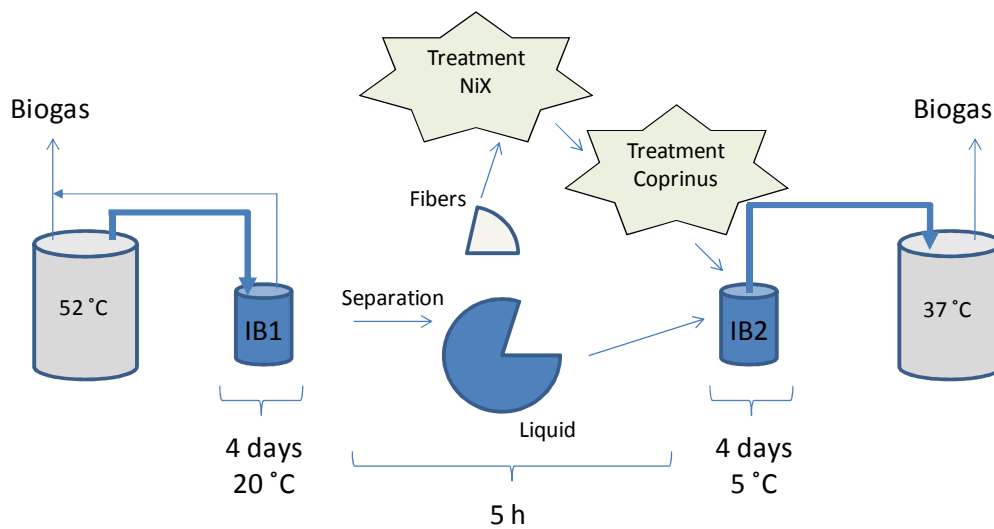 Treatment
NiX
Biogas
Biogas
Treatment
Coprinus
Fibers
52 ˚C
Separation
IB1
IB2
37 ˚C
Liquid
4 days
20 ˚C
4 days
5 ˚C
5 h